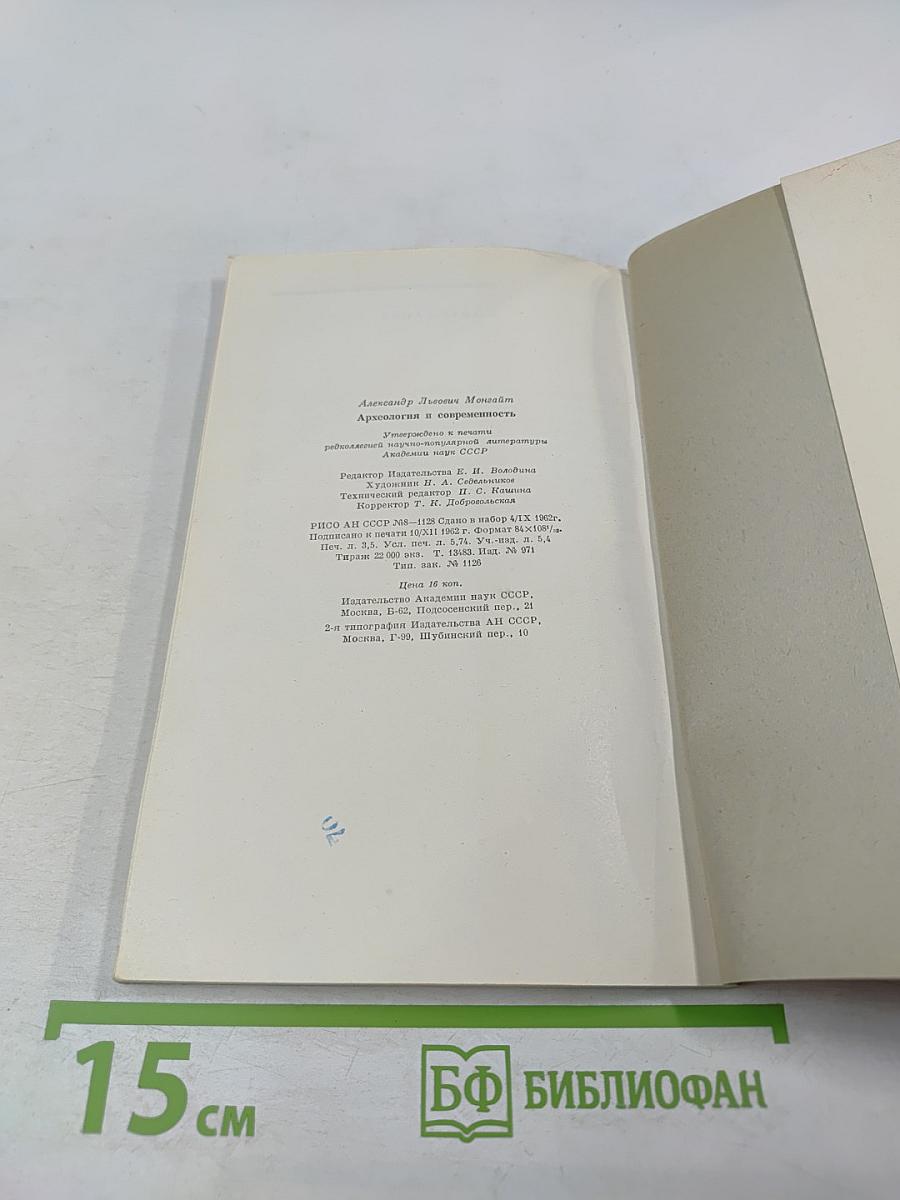 Александр Львович Монгайт
Археология и современность
Утверждено к печати
редколлегией научно-популярной литературы
Академии наук СССР
Редактор Издательства Е. И. Володина
Художник Н. А. Седельников
Технический редактор П. С. Кашина
Корректор Т. К. Добровольская
РИСО АН СССР №8—1128 Сдано в набор 4/IX 1962г.
Подписано к печати 10/XII 1962 г. Формат 84×108¹/₃₂.
Печ. л. 3,5. Усл. печ. л. 5,74. Уч.-изд. л. 5,4
Тираж 22 000 экз. Т. 13483. Изд. № 971
Тип. зак. № 1126
Цена 16 коп.
Издательство Академии наук СССР,
Москва, Б-62, Подсосенский пер., 21
2-я типография Издательства АН СССР,
Москва, Г-99, Шубинский пер., 10
15 см
БФ БИБЛИОФАН